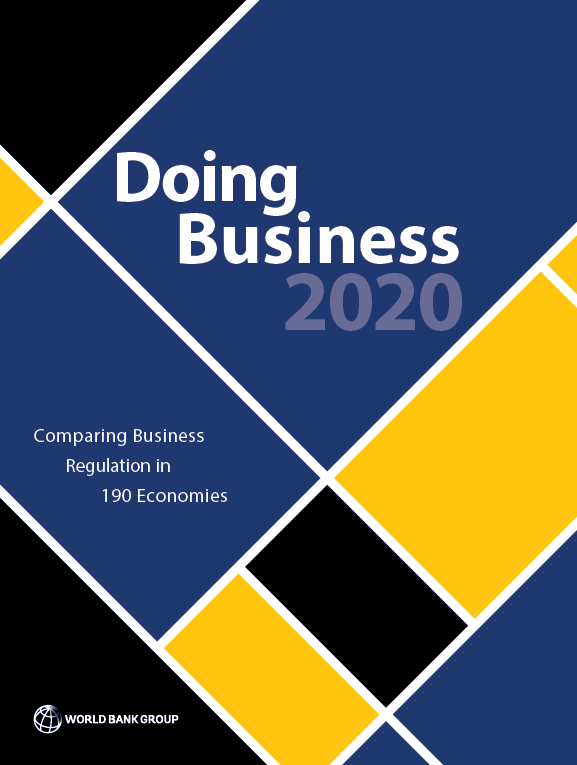 Doing
Business
2020
Comparing Business
Regulation in
190 Economies
WORLD BANK GROUP